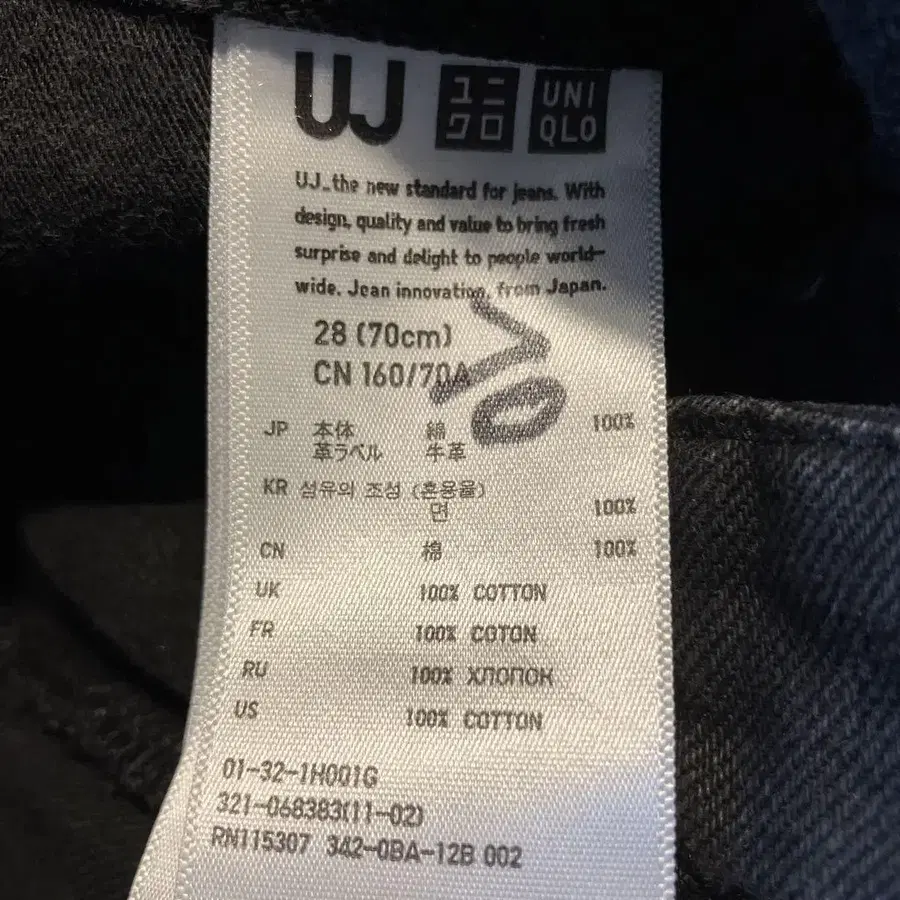 UJ ユニクロ UNIQLO
UJ_the new standard for jeans. With
design, quality and value to bring fresh
surprise and delight to people world-
wide. Jean innovation, from Japan.
28 (70cm)
CN 160/70A
JP 本体 綿 100%
革ラベル 牛革
KR 섬유의 조성 (혼용율)
면 100%
CN 棉 100%
UK 100% COTTON
FR 100% COTON
RU 100% ХЛОПОК
US 100% COTTON
01-32-1H001G
321-068383(11-02)
RN115307 342-0BA-12B 002